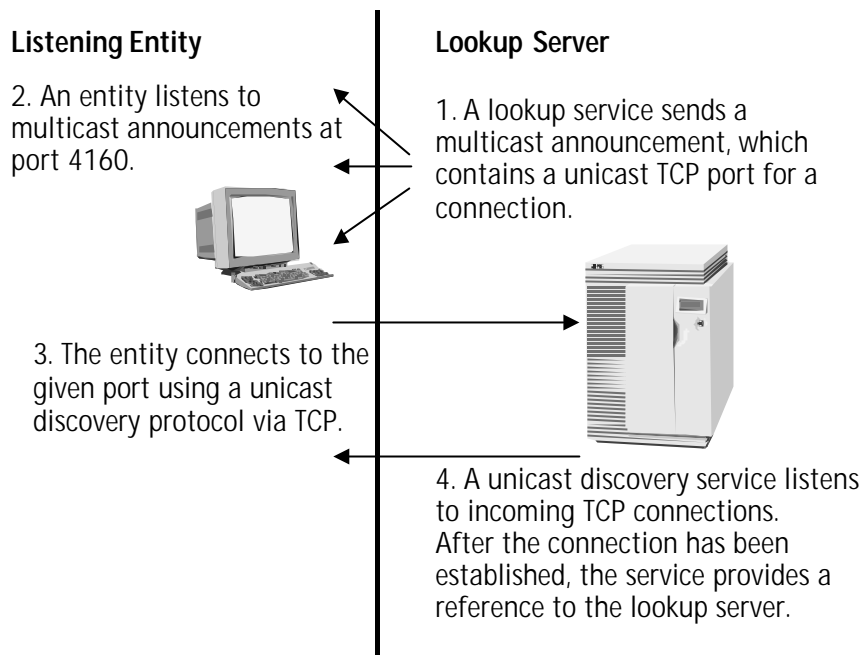 Listening Entity
2. An entity listens to
multicast announcements at
port 4160.
3. The entity connects to the
given port using a unicast
discovery protocol via TCP.
Lookup Server
1. A lookup service sends a
multicast announcement, which
contains a unicast TCP port for a
connection.
4. A unicast discovery service listens
to incoming TCP connections.
After the connection has been
established, the service provides a
reference to the lookup server.